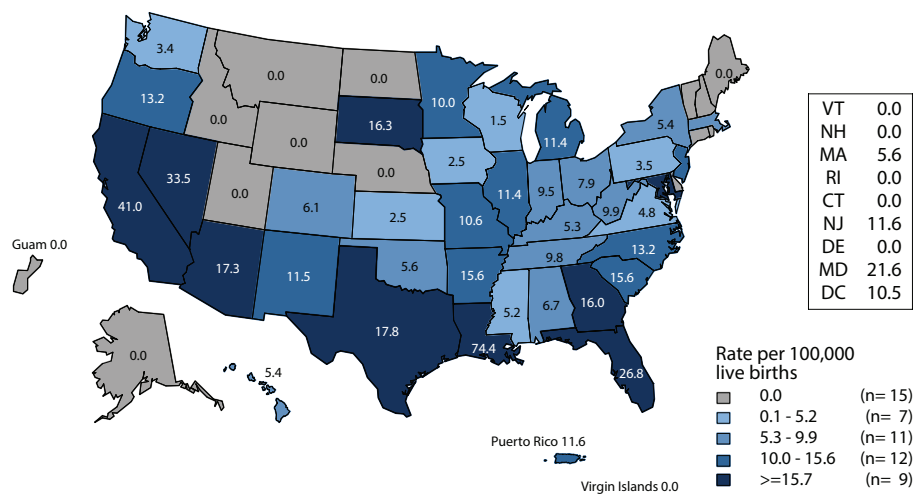 3.4
0.0
0.0
10.0
0.0
13.2
1.5
5.4
16.3
0.0
11.4
0.0
3.5
2.5
0.0
33.5
11.4
9.5
7.9
0.0
41.0
6.1
2.5
10.6
5.3
9.9
4.8
13.2
9.8
Guam 0.0
17.3
11.5
5.6
15.6
15.6
5.2
6.7
16.0
17.8
74.4
0.0
5.4
26.8
Puerto Rico 11.6
Virgin Islands 0.0
VT 0.0
NH 0.0
MA 5.6
RI 0.0
CT 0.0
NJ 11.6
DE 0.0
MD 21.6
DC 10.5
Rate per 100,000
live births
0.0 (n= 15)
0.1 - 5.2 (n= 7)
5.3 - 9.9 (n= 11)
10.0 - 15.6 (n= 12)
>=15.7 (n= 9)